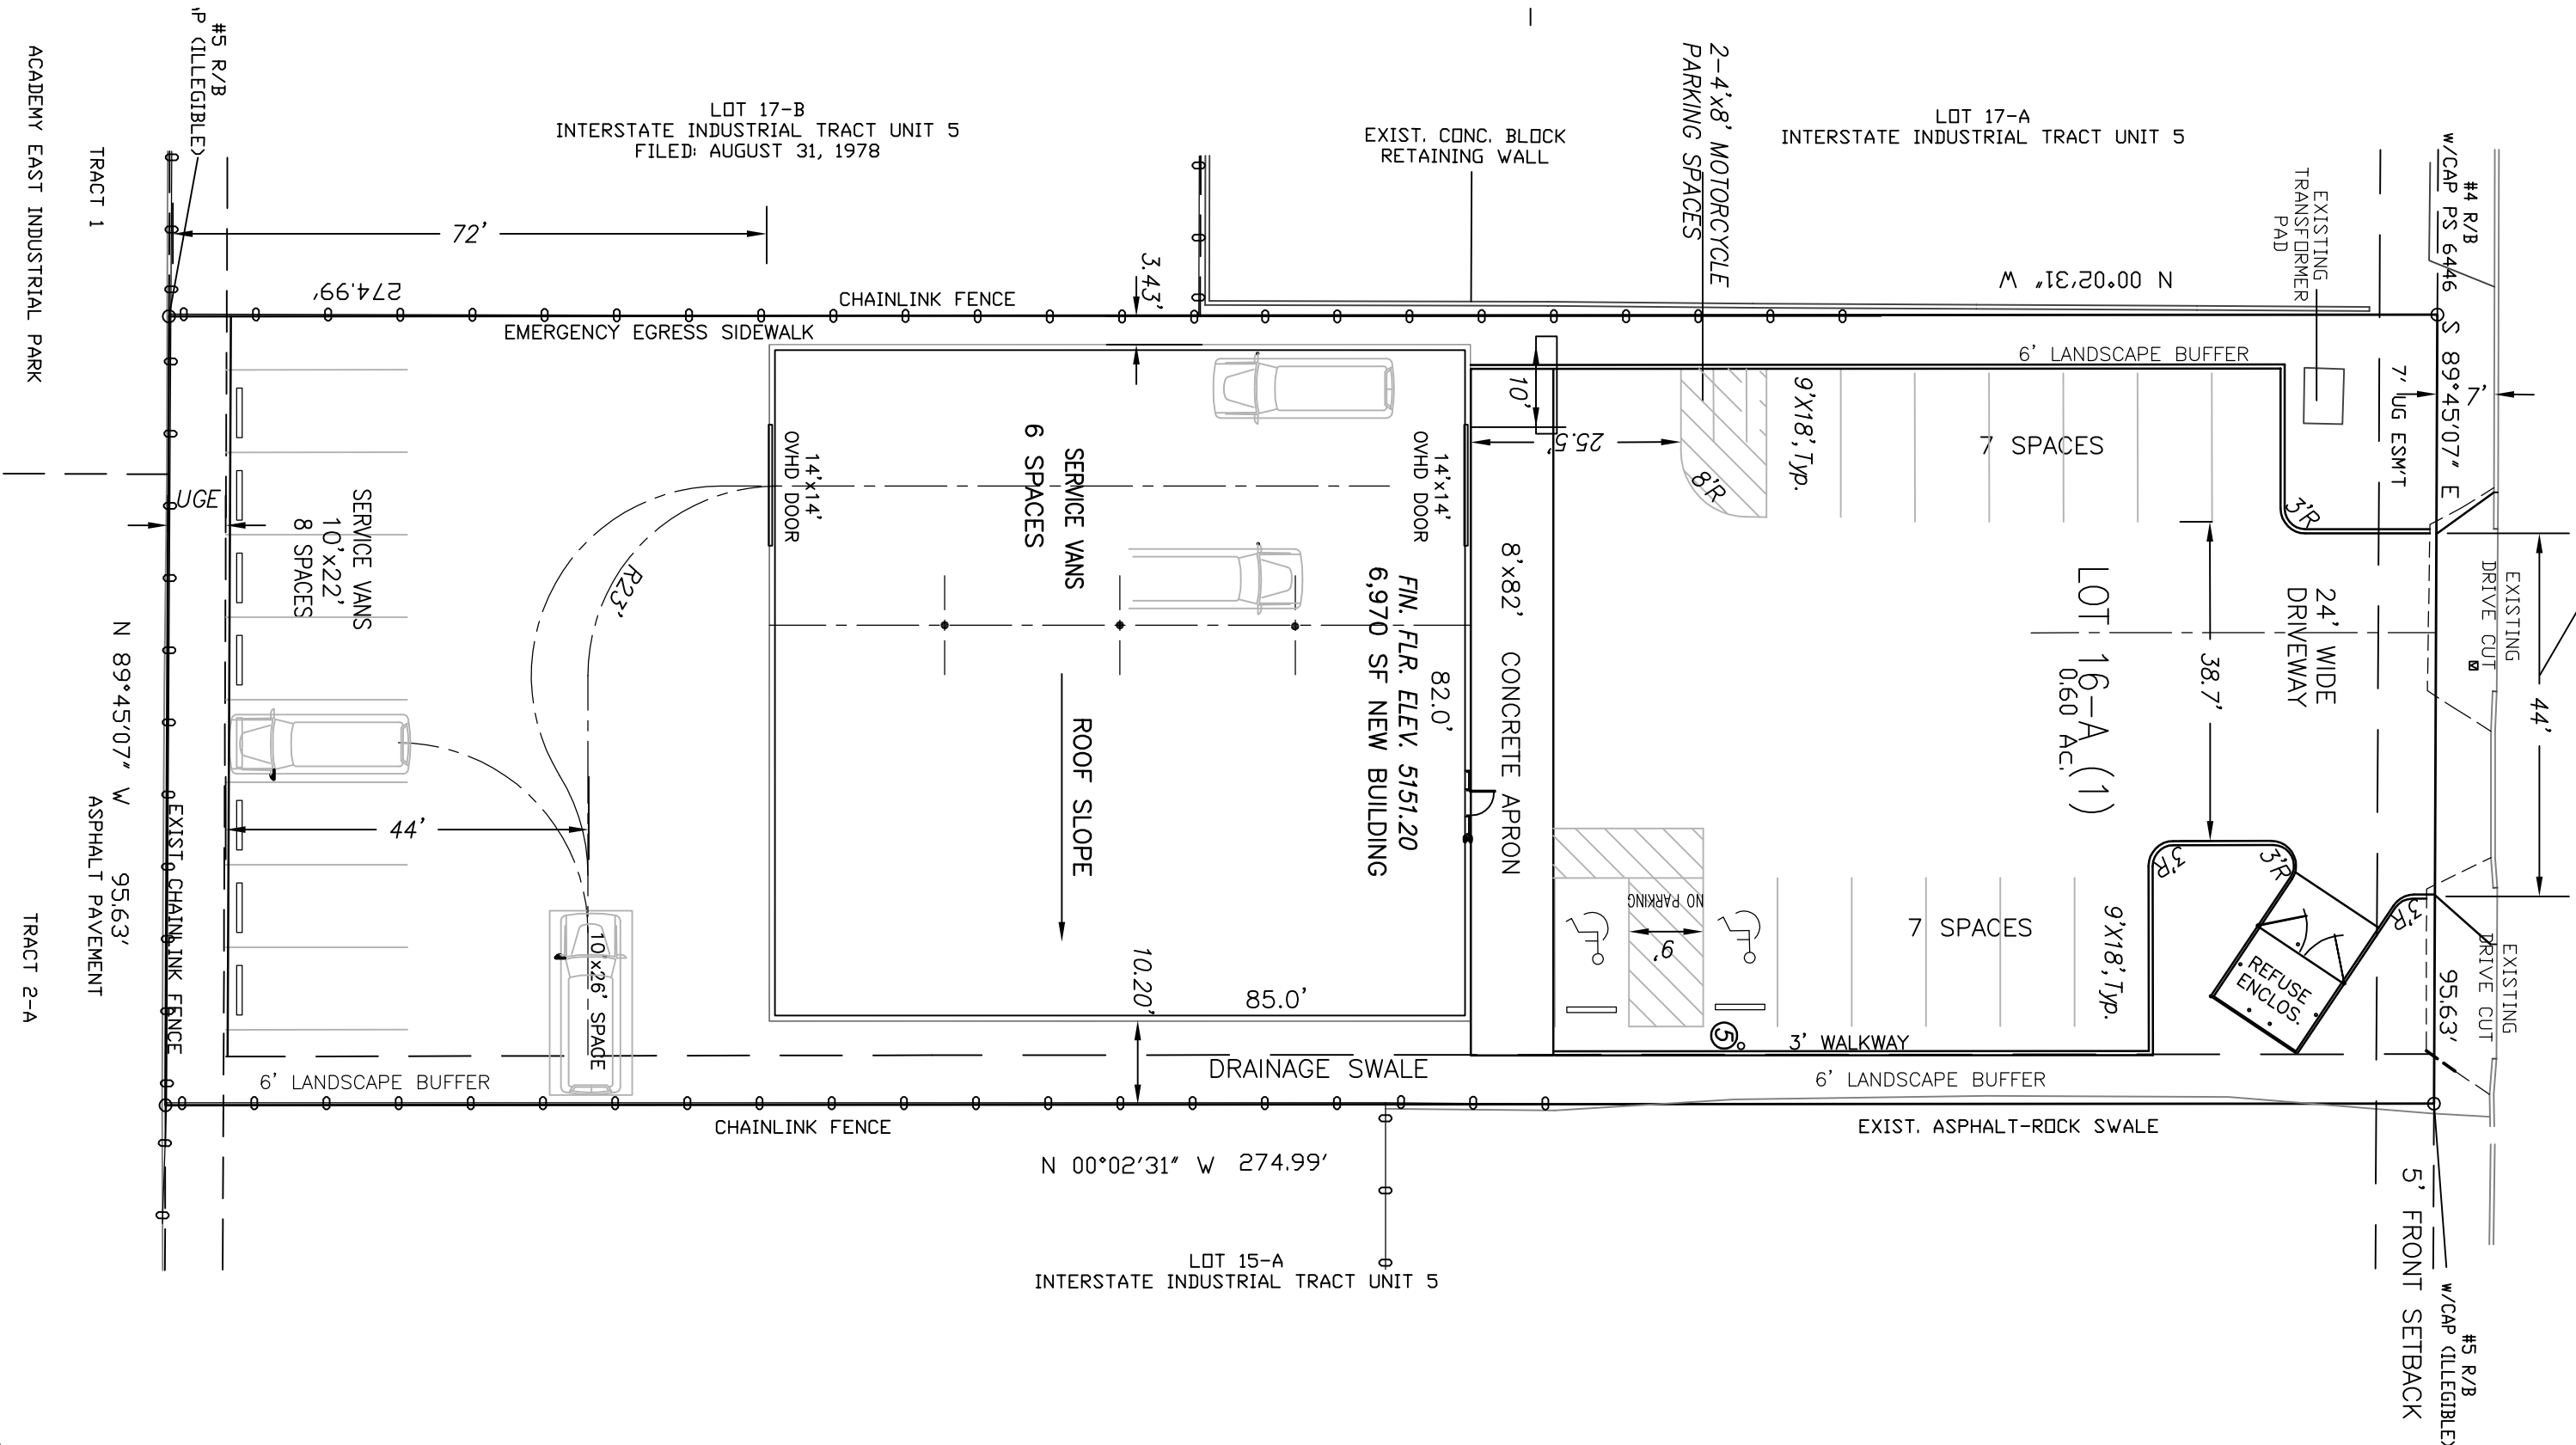 #5 R/B
'P (ILLEGIBLE)
ACADEMY EAST INDUSTRIAL PARK
TRACT 1
LOT 17-B
INTERSTATE INDUSTRIAL TRACT UNIT 5
FILED: AUGUST 31, 1978
72'
274.99'
EXIST. CONC. BLOCK
RETAINING WALL
2-4'x8' MOTORCYCLE
PARKING SPACES
LOT 17-A
INTERSTATE INDUSTRIAL TRACT UNIT 5
#4 R/B
w/CAP PS 6446
EXISTING
TRANSFORMER
PAD
N 00°02'31" W
3.43'
CHAINLINK FENCE
EMERGENCY EGRESS SIDEWALK
6' LANDSCAPE BUFFER
S 89°45'07" E
7'
7' UG ESM'T
10'
25.5'
9'X18',Typ.
8'R
7 SPACES
3'R
UGE
SERVICE VANS
10'x22'
8 SPACES
R23'
14'x14'
OVHD DOOR
SERVICE VANS
6 SPACES
14'x14'
OVHD DOOR
FIN. FLR. ELEV. 5151.20
6,970 SF NEW BUILDING
82.0'
8'x82' CONCRETE APRON
LOT 16-A (1)
0.60 Ac.
38.7'
24' WIDE
DRIVEWAY
EXISTING
DRIVE CUT
44'
N 89°45'07" W 95.63'
ASPHALT PAVEMENT
EXIST. CHAINLINK FENCE
TRACT 2-A
44'
10'x26' SPACE
ROOF SLOPE
85.0'
10.20'
NO PARKING
9'
7 SPACES
9'X18',Typ.
3'R
3'R
3'R
REFUSE
ENCLOS.
95.63'
EXISTING
DRIVE CUT
5
3' WALKWAY
DRAINAGE SWALE
6' LANDSCAPE BUFFER
6' LANDSCAPE BUFFER
CHAINLINK FENCE
EXIST. ASPHALT-ROCK SWALE
N 00°02'31" W 274.99'
LOT 15-A
INTERSTATE INDUSTRIAL TRACT UNIT 5
5' FRONT SETBACK
#5 R/B
w/CAP (ILLEGIBLE)